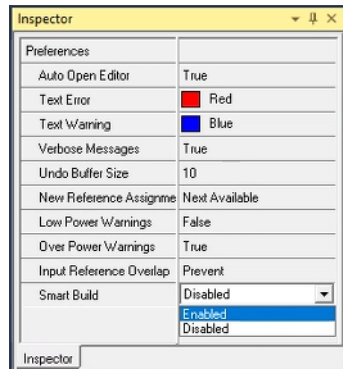 Inspector
Preferences
Auto Open Editor True
Text Error Red
Text Warning Blue
Verbose Messages True
Undo Buffer Size 10
New Reference Assignme Next Available
Low Power Warnings False
Over Power Warnings True
Input Reference Overlap Prevent
Smart Build Disabled
Enabled
Disabled
Inspector